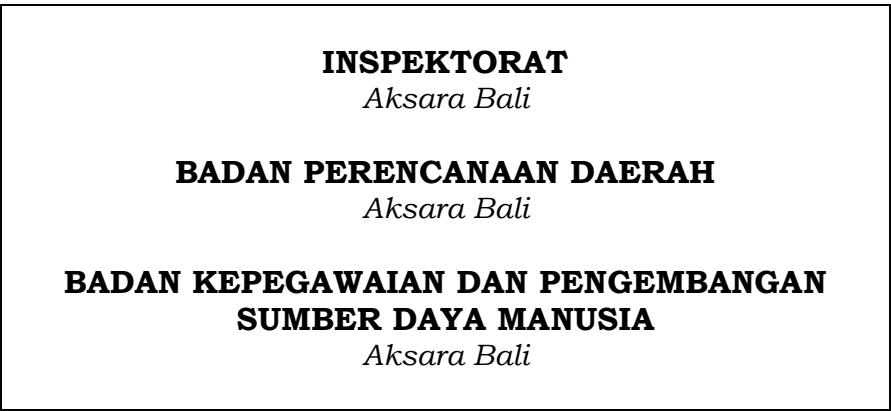 INSPEKTORAT
Aksara Bali
BADAN PERENCANAAN DAERAH
Aksara Bali
BADAN KEPEGAWAIAN DAN PENGEMBANGAN
SUMBER DAYA MANUSIA
Aksara Bali